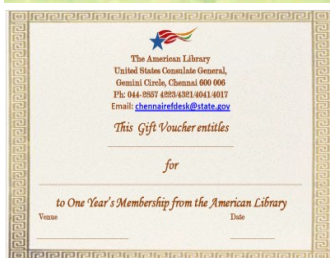 The American Library
United States Consulate General,
Gemini Circle, Chennai 600 006
Ph: 044-2857 4223/4321/4041/4017
Email: chennairefdesk@state.gov
This Gift Voucher entitles
for
to One Year's Membership from the American Library
Venue Date